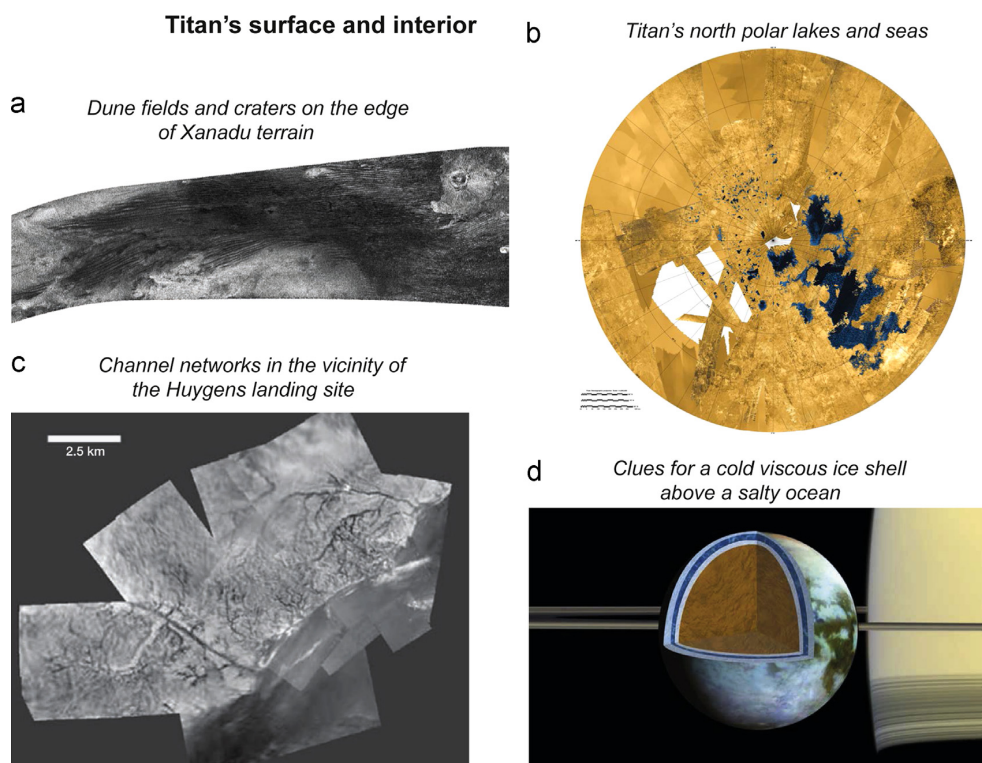 Titan’s surface and interior
a
Dune fields and craters on the edge
of Xanadu terrain
b
Titan’s north polar lakes and seas
c
Channel networks in the vicinity of
the Huygens landing site
2.5 km
d
Clues for a cold viscous ice shell
above a salty ocean